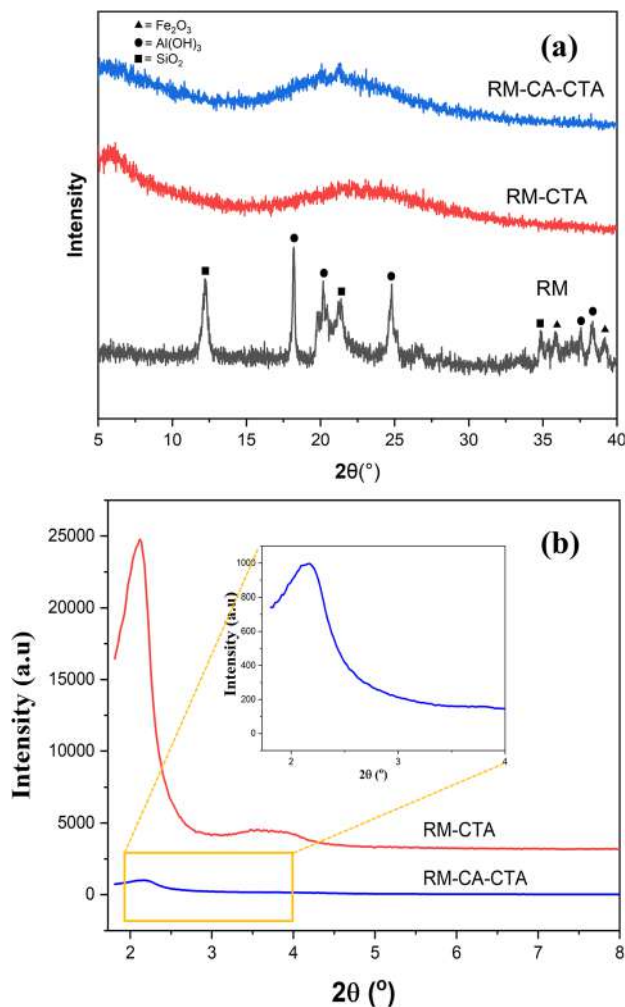 ▲= Fe₂O₃
●= Al(OH)₃
■= SiO₂
(a)
RM-CA-CTA
RM-CTA
RM
Intensity
5 10 15 20 25 30 35 40
2θ(°)
(b)
25000
20000
15000
10000
5000
0
Intensity (a.u)
1000
800
600
400
200
0
Intensity (a.u)
2 3 4
2θ (°)
RM-CTA
RM-CA-CTA
2 3 4 5 6 7 8
2θ (°)